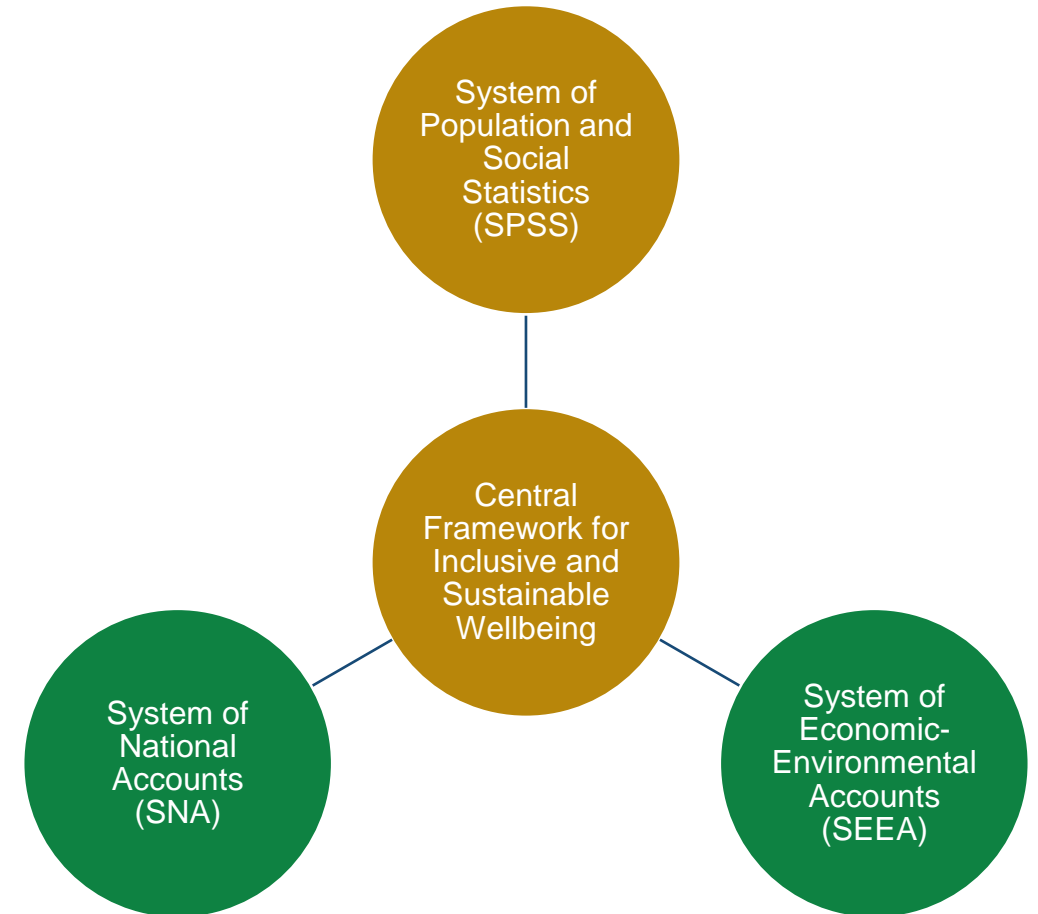 System of
Population and
Social
Statistics
(SPSS)
Central
Framework for
Inclusive and
Sustainable
Wellbeing
System of
National
Accounts
(SNA)
System of
Economic-
Environmental
Accounts
(SEEA)